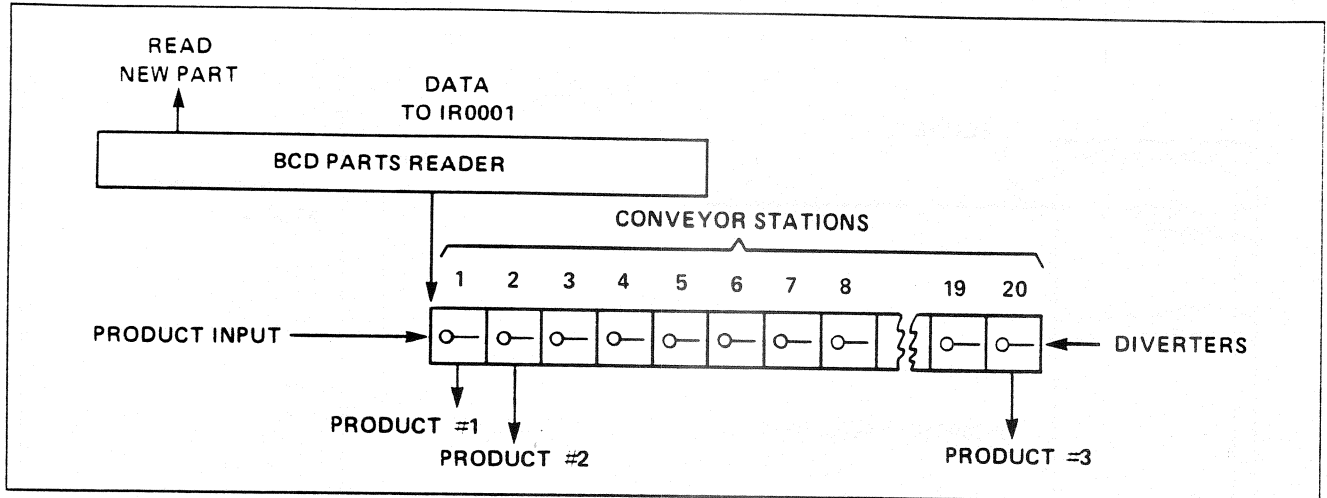 READ
NEW PART
DATA
TO IR0001
BCD PARTS READER
CONVEYOR STATIONS
1 2 3 4 5 6 7 8 19 20
PRODUCT INPUT
DIVERTERS
PRODUCT #1
PRODUCT #2
PRODUCT =3